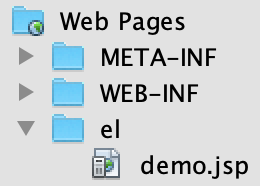 Web Pages
META-INF
WEB-INF
el
demo.jsp